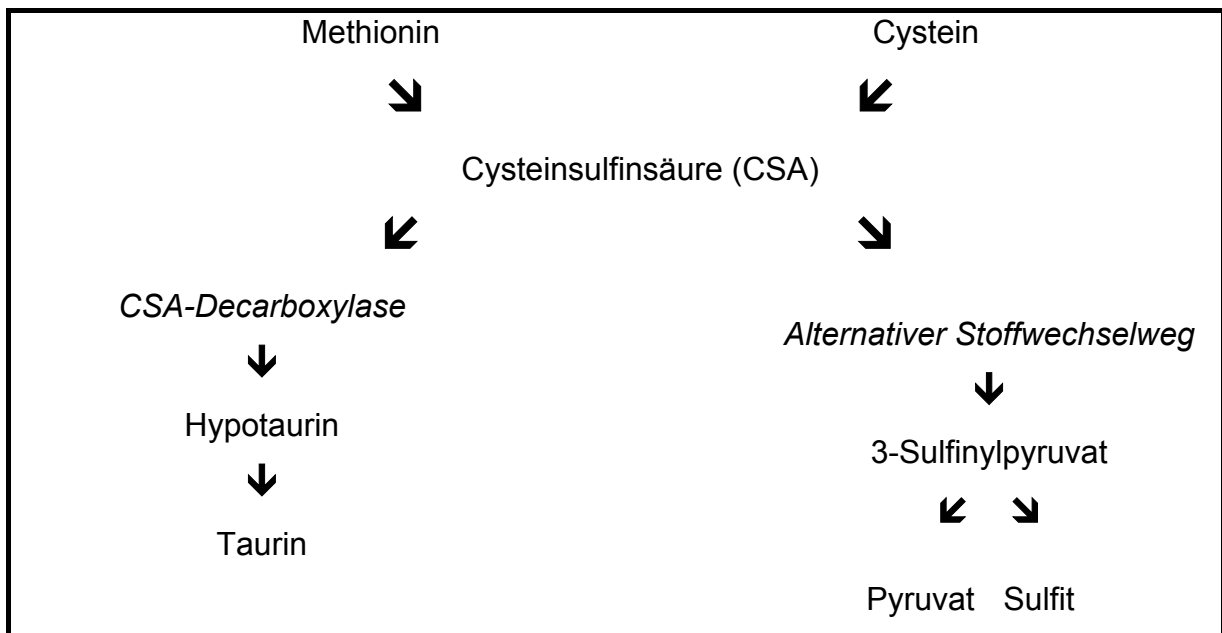 Methionin Cystein
Cysteinsulfinsäure (CSA)
CSA-Decarboxylase
Alternativer Stoffwechselweg
Hypotaurin
3-Sulfinylpyruvat
Taurin
Pyruvat Sulfit